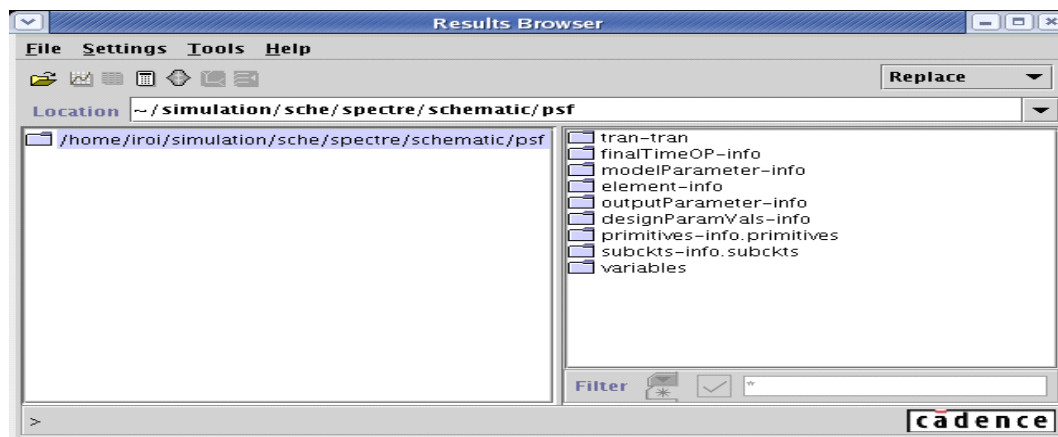 Results Browser
File Settings Tools Help
Replace
Location ~/simulation/sche/spectre/schematic/psf
/home/iroi/simulation/sche/spectre/schematic/psf
tran-tran
finalTimeOP-info
modelParameter-info
element-info
outputParameter-info
designParamVals-info
primitives-info.primitives
subckts-info.subckts
variables
Filter *
>
cādence